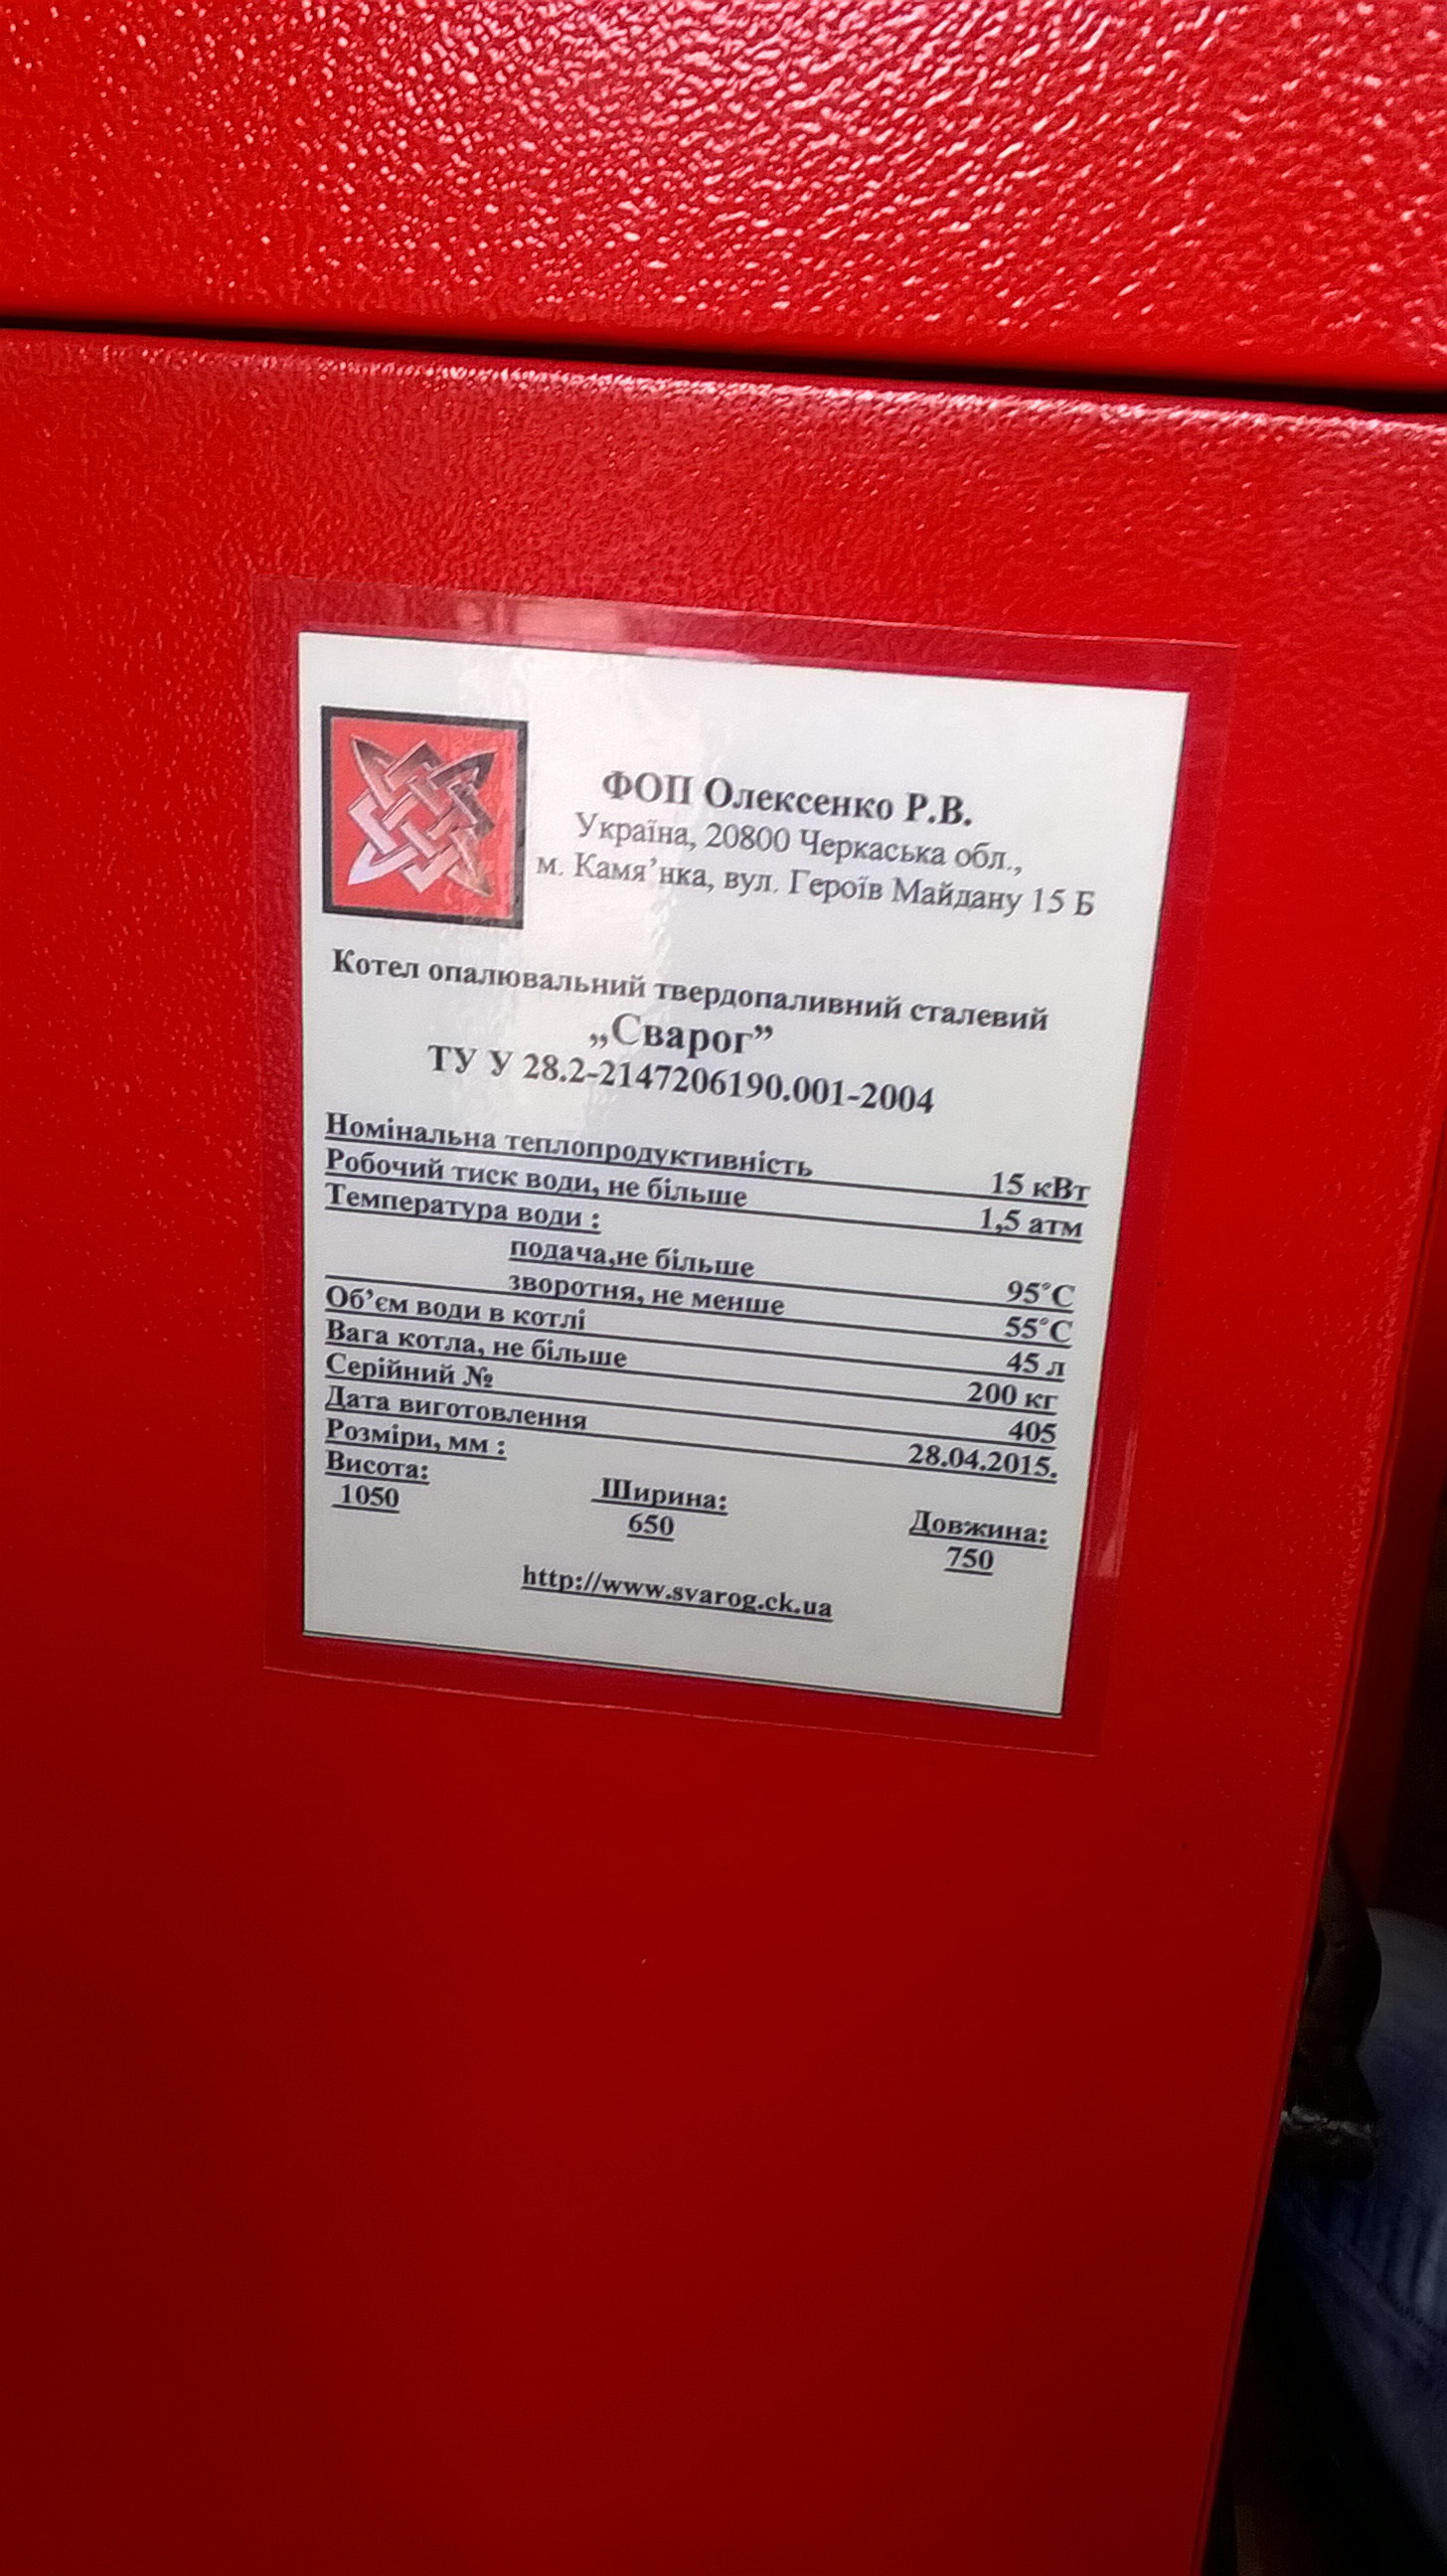 ФОП Олексенко Р.В.
Україна, 20800 Черкаська обл.,
м. Камя’нка, вул. Героїв Майдану 15 Б
Котел опалювальний твердопаливний сталевий
„Сварог”
ТУ У 28.2-2147206190.001-2004
Номінальна теплопродуктивність 15 кВт
Робочий тиск води, не більше 1,5 атм
Температура води :
подача,не більше 95°С
зворотня, не менше 55°С
Об’єм води в котлі 45 л
Вага котла, не більше 200 кг
Серійний № 405
Дата виготовлення 28.04.2015.
Розміри, мм :
Висота: Ширина: Довжина:
1050 650 750
http://www.svarog.ck.ua